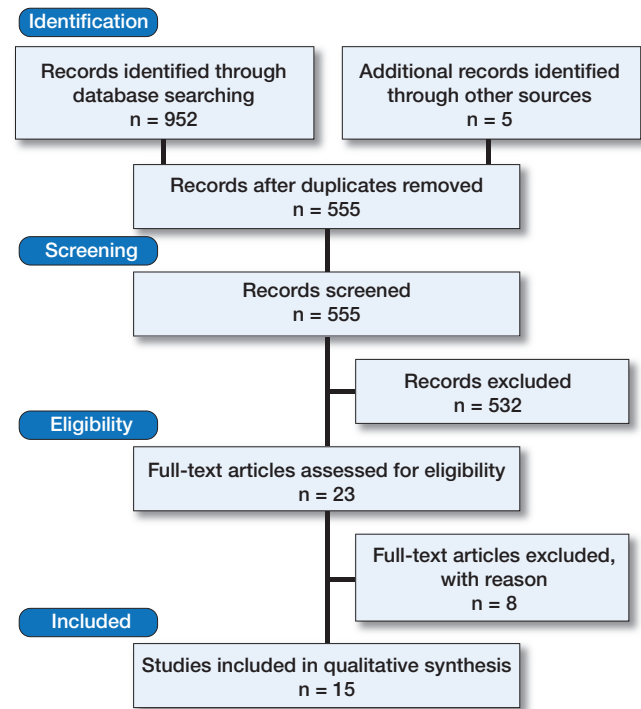 Identification
Records identified through
database searching
n = 952
Additional records identified
through other sources
n = 5
Records after duplicates removed
n = 555
Screening
Records screened
n = 555
Records excluded
n = 532
Eligibility
Full-text articles assessed for eligibility
n = 23
Full-text articles excluded,
with reason
n = 8
Included
Studies included in qualitative synthesis
n = 15